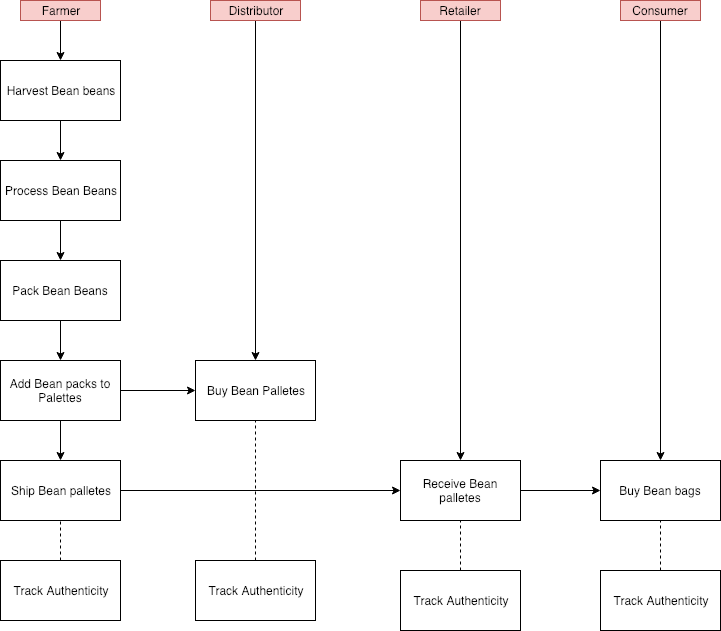 Farmer
Distributor
Retailer
Consumer
Harvest Bean beans
Process Bean Beans
Pack Bean Beans
Add Bean packs to
Palettes
Buy Bean Palletes
Ship Bean palletes
Receive Bean
palletes
Buy Bean bags
Track Authenticity
Track Authenticity
Track Authenticity
Track Authenticity